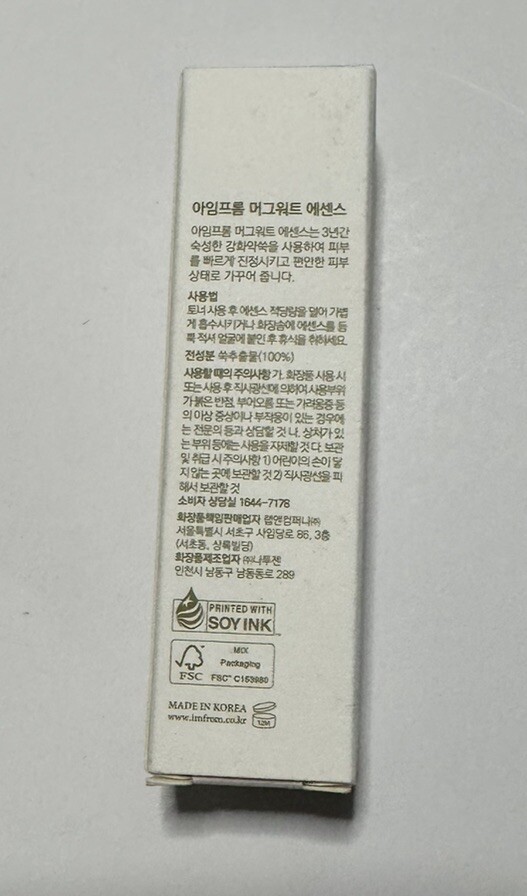 아임프롬 머그워트 에센스
아임프롬 머그워트 에센스는 3년간
숙성한 강화약쑥을 사용하여 피부
를 빠르게 진정시키고 편안한 피부
상태로 가꾸어 줍니다.
사용법
토너 사용 후 에센스 적당량을 덜어 가볍
게 흡수시키거나 화장솜에 에센스를 듬
뿍 적셔 얼굴에 붙인 후 휴식을 취하세요.
전성분 쑥추출물(100%)
사용할 때의 주의사항 가. 화장품 사용 시
또는 사용 후 직사광선에 의하여 사용부위
가 붉은 반점, 부어오름 또는 가려움증 등
의 이상 증상이나 부작용이 있는 경우에
는 전문의 등과 상담할 것 나. 상처가 있
는 부위 등에는 사용을 자제할 것 다. 보관
및 취급 시 주의사항 1) 어린이의 손이 닿
지 않는 곳에 보관할 것 2) 직사광선을 피
해서 보관할 것
소비자 상담실 1644-7178
화장품책임판매업자 랩앤컴퍼니㈜
서울특별시 서초구 사임당로 86, 3층
(서초동, 상록빌딩)
화장품제조업자 ㈜나투젠
인천시 남동구 남동동로 289
PRINTED WITH
SOY INK™
MIX
Packaging
FSC FSC™ C153980
MADE IN KOREA
www.imfrom.co.kr 12M